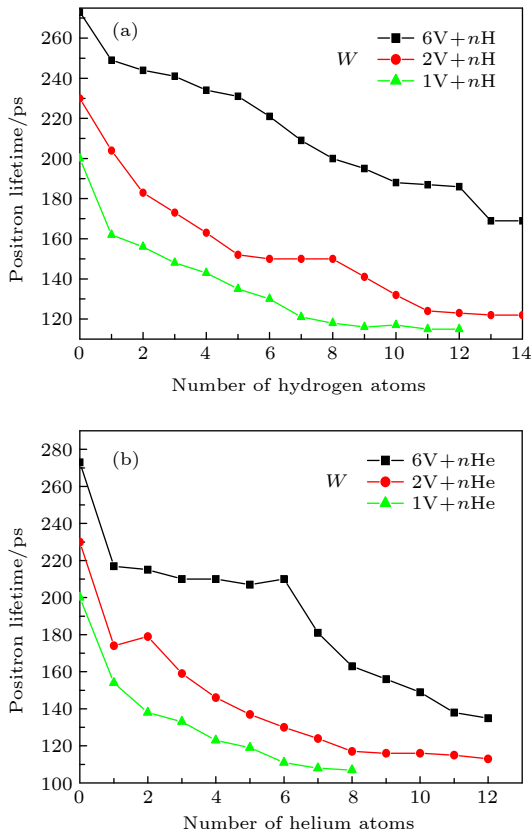 (a)
W
6V+nH
2V+nH
1V+nH
Positron lifetime/ps
260
240
220
200
180
160
140
120
0 2 4 6 8 10 12 14
Number of hydrogen atoms
(b)
W
6V+nHe
2V+nHe
1V+nHe
Positron lifetime/ps
280
260
240
220
200
180
160
140
120
100
0 2 4 6 8 10 12
Number of helium atoms